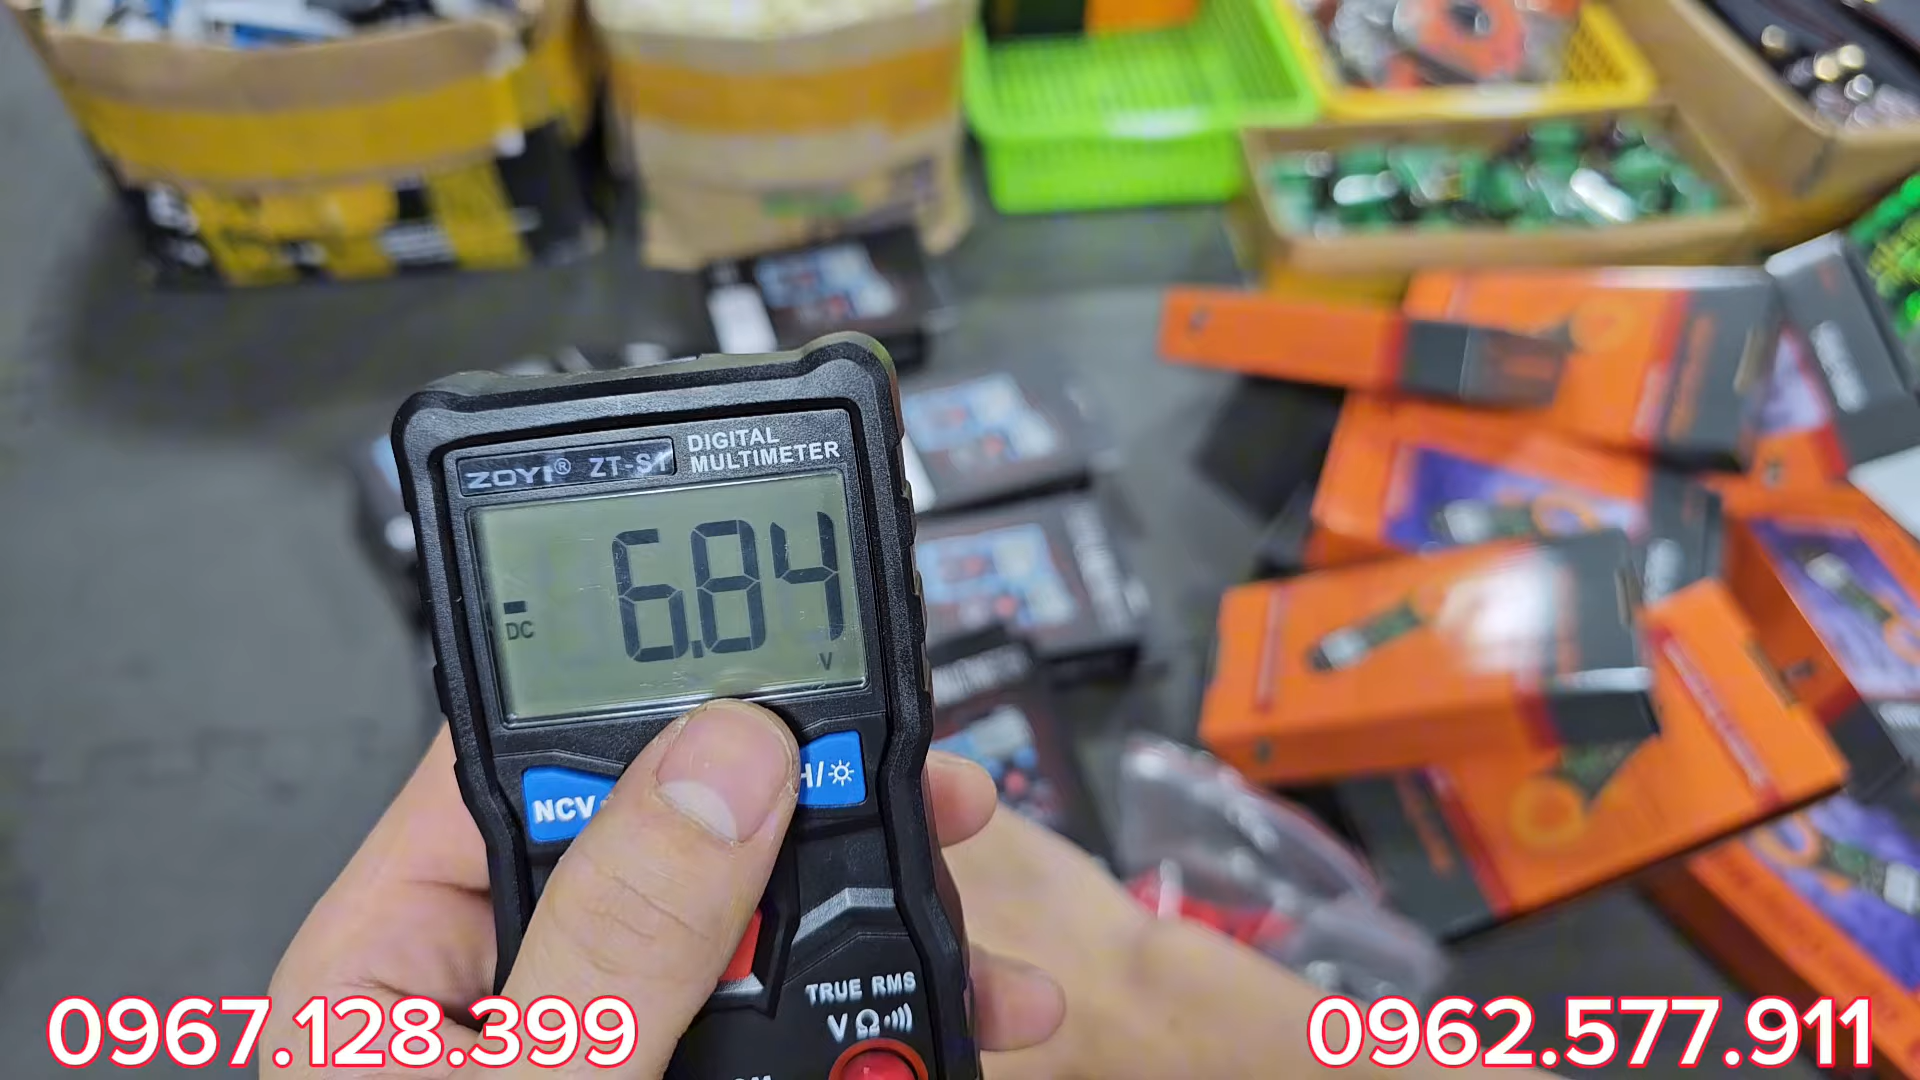 DIGITAL
MULTIMETER
ZOYI® ZT-S1
6.84
DC
V
NCV
H/
TRUE RMS
VΩ
0967.128.399
0962.577.911